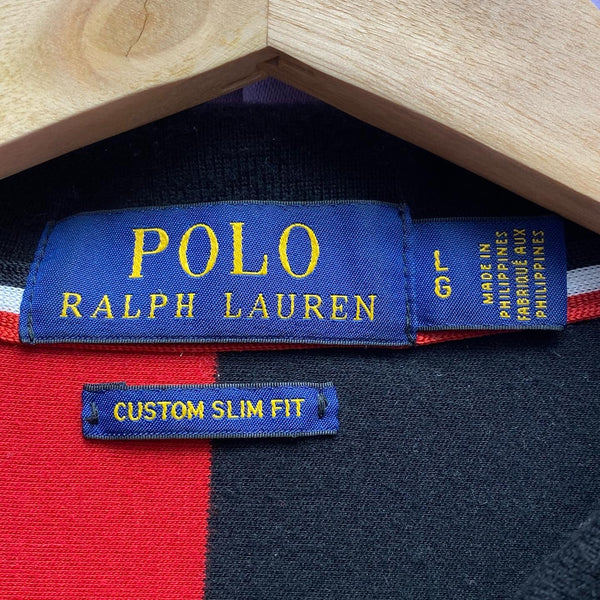 POLO
RALPH LAUREN
L
G
MADE IN
PHILIPPINES
FABRIQUÉ AUX
PHILIPPINES
CUSTOM SLIM FIT